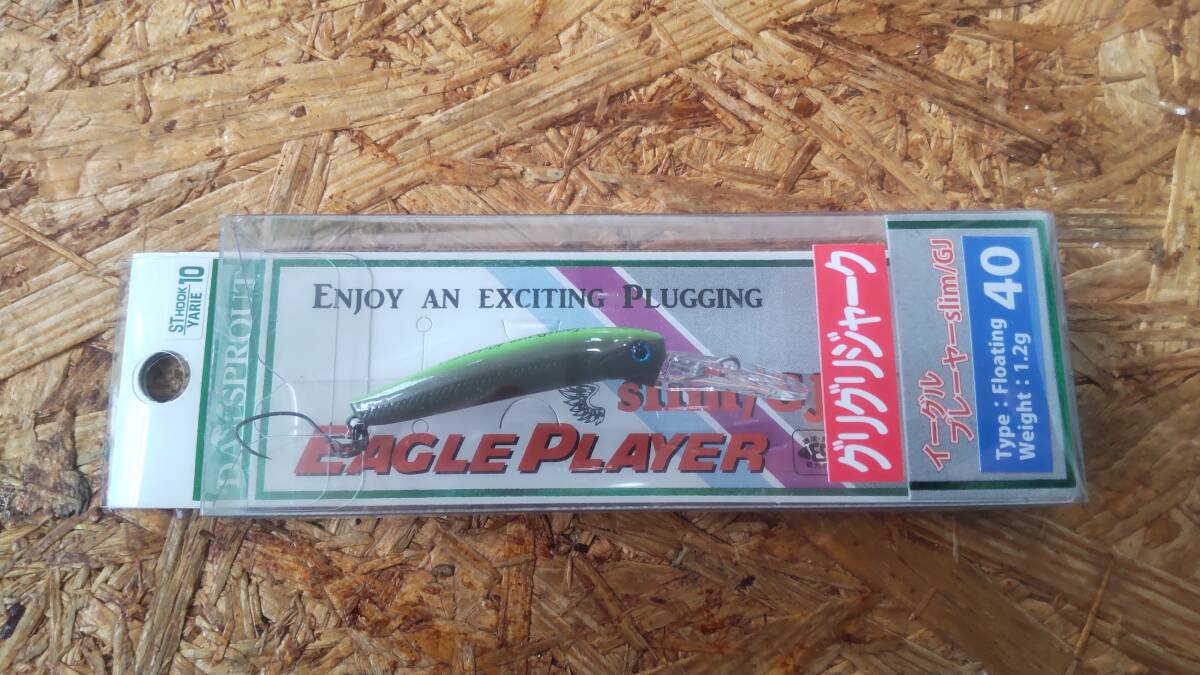 ST HOOK 10
YARIE
DAYSPROUT
ENJOY AN EXCITING PLUGGING
slim/GJ
EAGLE PLAYER
グリグリジャーク
イーグル
プレーヤーslim/GJ
40
Type : Floating
Weight : 1.2g